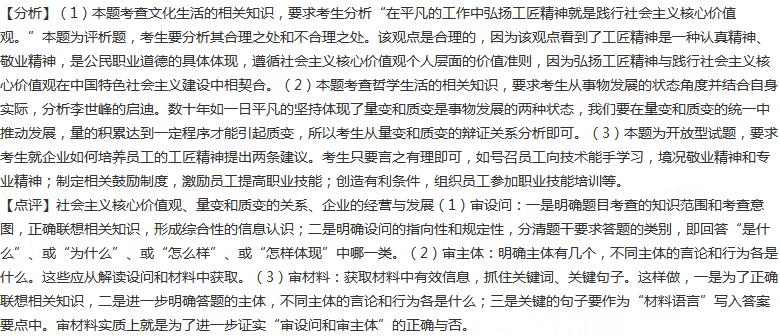 【分析】（1）本题考查文化生活的相关知识，要求考生分析“在平凡的工作中弘扬工匠精神就是践行社会主义核心价值
观。”本题为评析题，考生要分析其合理之处和不合理之处。该观点是合理的，因为该观点看到了工匠精神是一种认真精神、
敬业精神，是公民职业道德的具体体现，遵循社会主义核心价值观个人层面的价值准则，因为弘扬工匠精神与践行社会主义核
心价值观在中国特色社会主义建设中相契合。（2）本题考查哲学生活的相关知识，要求考生从事物发展的状态角度并结合自身
实际，分析李世峰的启迪。数十年如一日平凡的坚持体现了量变和质变是事物发展的两种状态，我们要在量变和质变的统一中
推动发展，量的积累达到一定程序才能引起质变，所以考生从量变和质变的辩证关系分析即可。（3）本题为开放型试题，要求
考生就企业如何培养员工的工匠精神提出两条建议。考生只要言之有理即可，如号召员工向技术能手学习，境况敬业精神和专
业精神；制定相关鼓励制度，激励员工提高职业技能；创造有利条件，组织员工参加职业技能培训等。
【点评】社会主义核心价值观、量变和质变的关系、企业的经营与发展（1）审设问：一是明确题目考查的知识范围和考查意
图，正确联想相关知识，形成综合性的信息认识；二是明确设问的指向性和规定性，分清题干要求答题的类别，即回答“是什
么”、或“为什么”、或“怎么样”、或“怎样体现”中哪一类。（2）审主体：明确主体有几个，不同主体的言论和行为各是
什么。这些应从解读设问和材料中获取。（3）审材料：获取材料中有效信息，抓住关键词、关键句子。这样做，一是为了正确
联想相关知识，二是进一步明确答题的主体，不同主体的言论和行为各是什么；三是关键的句子要作为“材料语言”写入答案
要点中。审材料实质上就是为了进一步证实“审设问和审主体”的正确与否。